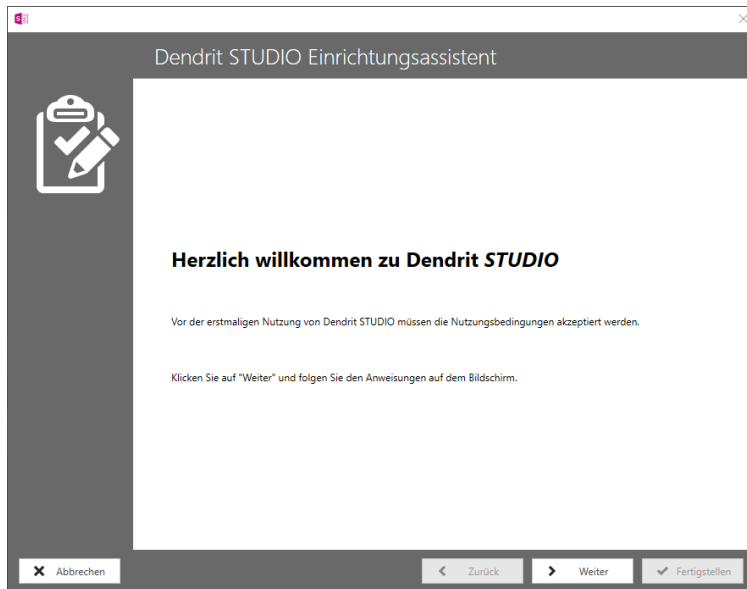 Dendrit STUDIO Einrichtungsassistent
Herzlich willkommen zu Dendrit STUDIO
Vor der erstmaligen Nutzung von Dendrit STUDIO müssen die Nutzungsbedingungen akzeptiert werden.
Klicken Sie auf "Weiter" und folgen Sie den Anweisungen auf dem Bildschirm.
Abbrechen Zurück Weiter Fertigstellen